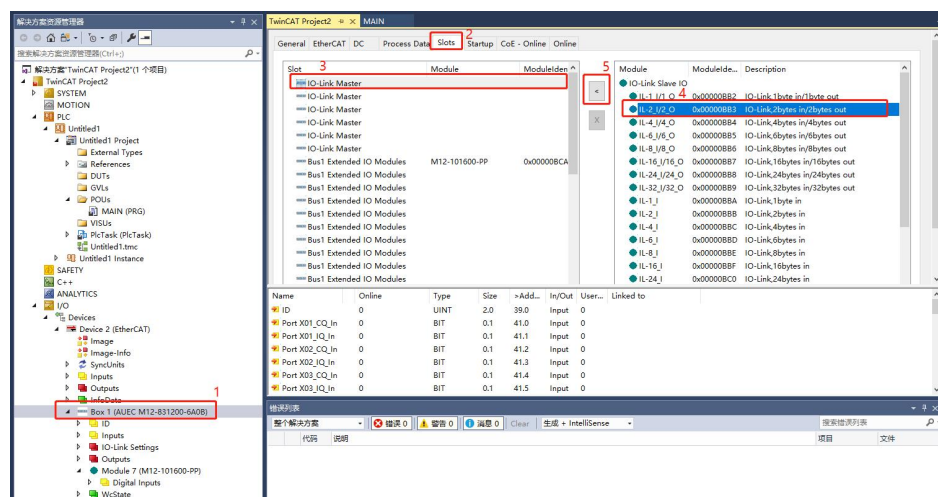 解决方案资源管理器
搜索解决方案资源管理器(Ctrl+;)
解决方案"TwinCAT Project2"(1 个项目)
TwinCAT Project2
SYSTEM
MOTION
PLC
Untitled1
Untitled1 Project
External Types
References
DUTs
GVLs
POUs
MAIN (PRG)
VISUs
PlcTask (PlcTask)
Untitled1.tmc
Untitled1 Instance
SAFETY
C++
ANALYTICS
I/O
Devices
Device 2 (EtherCAT)
Image
Image-Info
SyncUnits
Inputs
Outputs
InfoData
1
Box 1 (AUEC M12-831200-6A0B)
ID
Inputs
IO-Link Settings
Outputs
Module 7 (M12-101600-PP)
Digital Inputs
WcState
TwinCAT Project2 MAIN
2
General EtherCAT DC Process Data Slots Startup CoE - Online Online
3
Slot Module ModuleIden
IO-Link Master
IO-Link Master
IO-Link Master
IO-Link Master
IO-Link Master
IO-Link Master
Bus1 Extended IO Modules M12-101600-PP 0x00000BCA
Bus1 Extended IO Modules
Bus1 Extended IO Modules
Bus1 Extended IO Modules
Bus1 Extended IO Modules
Bus1 Extended IO Modules
Bus1 Extended IO Modules
Bus1 Extended IO Modules
Bus1 Extended IO Modules
5
<
X
Module ModuleIde... Description
IO-Link Slave IO
IL-1_I/1_O 0x00000BB2 IO-Link,1byte in/1byte out
4
IL-2_I/2_O 0x00000BB3 IO-Link,2bytes in/2bytes out
IL-4_I/4_O 0x00000BB4 IO-Link,4bytes in/4bytes out
IL-6_I/6_O 0x00000BB5 IO-Link,6bytes in/6bytes out
IL-8_I/8_O 0x00000BB6 IO-Link,8bytes in/8bytes out
IL-16_I/16_O 0x00000BB7 IO-Link,16bytes in/16bytes out
IL-24_I/24_O 0x00000BB8 IO-Link,24bytes in/24bytes out
IL-32_I/32_O 0x00000BB9 IO-Link,32bytes in/32bytes out
IL-1_I 0x00000BBA IO-Link,1byte in
IL-2_I 0x00000BBB IO-Link,2bytes in
IL-4_I 0x00000BBC IO-Link,4bytes in
IL-6_I 0x00000BBD IO-Link,6bytes in
IL-8_I 0x00000BBE IO-Link,8bytes in
IL-16_I 0x00000BBF IO-Link,16bytes in
IL-24_I 0x00000BC0 IO-Link,24bytes in
Name Online Type Size >Add... In/Out User... Linked to
ID 0 UINT 2.0 39.0 Input 0
Port X01_CQ_In 0 BIT 0.1 41.0 Input 0
Port X01_IQ_In 0 BIT 0.1 41.1 Input 0
Port X02_CQ_In 0 BIT 0.1 41.2 Input 0
Port X02_IQ_In 0 BIT 0.1 41.3 Input 0
Port X03_CQ_In 0 BIT 0.1 41.4 Input 0
Port X03_IQ_In 0 BIT 0.1 41.5 Input 0
错误列表
整个解决方案 错误 0 警告 0 消息 0 Clear 生成 + IntelliSense 搜索错误列表
代码 说明 项目 文件